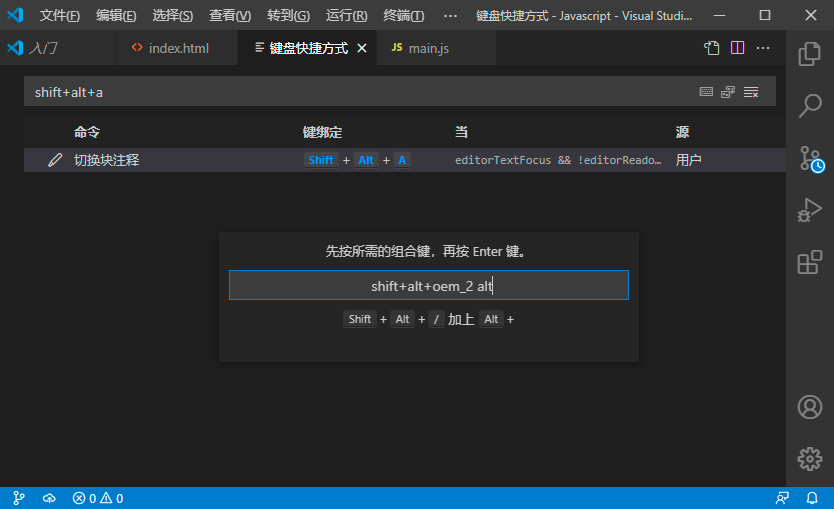 文件(F) 编辑(E) 选择(S) 查看(V) 转到(G) 运行(R) 终端(T) ··· 键盘快捷方式 - Javascript - Visual Studi...
入门 index.html 键盘快捷方式 JS main.js
shift+alt+a
命令 键绑定 当 源
切换块注释 Shift + Alt + A editorTextFocus && !editorReado… 用户
先按所需的组合键，再按 Enter 键。
shift+alt+oem_2 alt
Shift + Alt + / 加上 Alt +
0 0